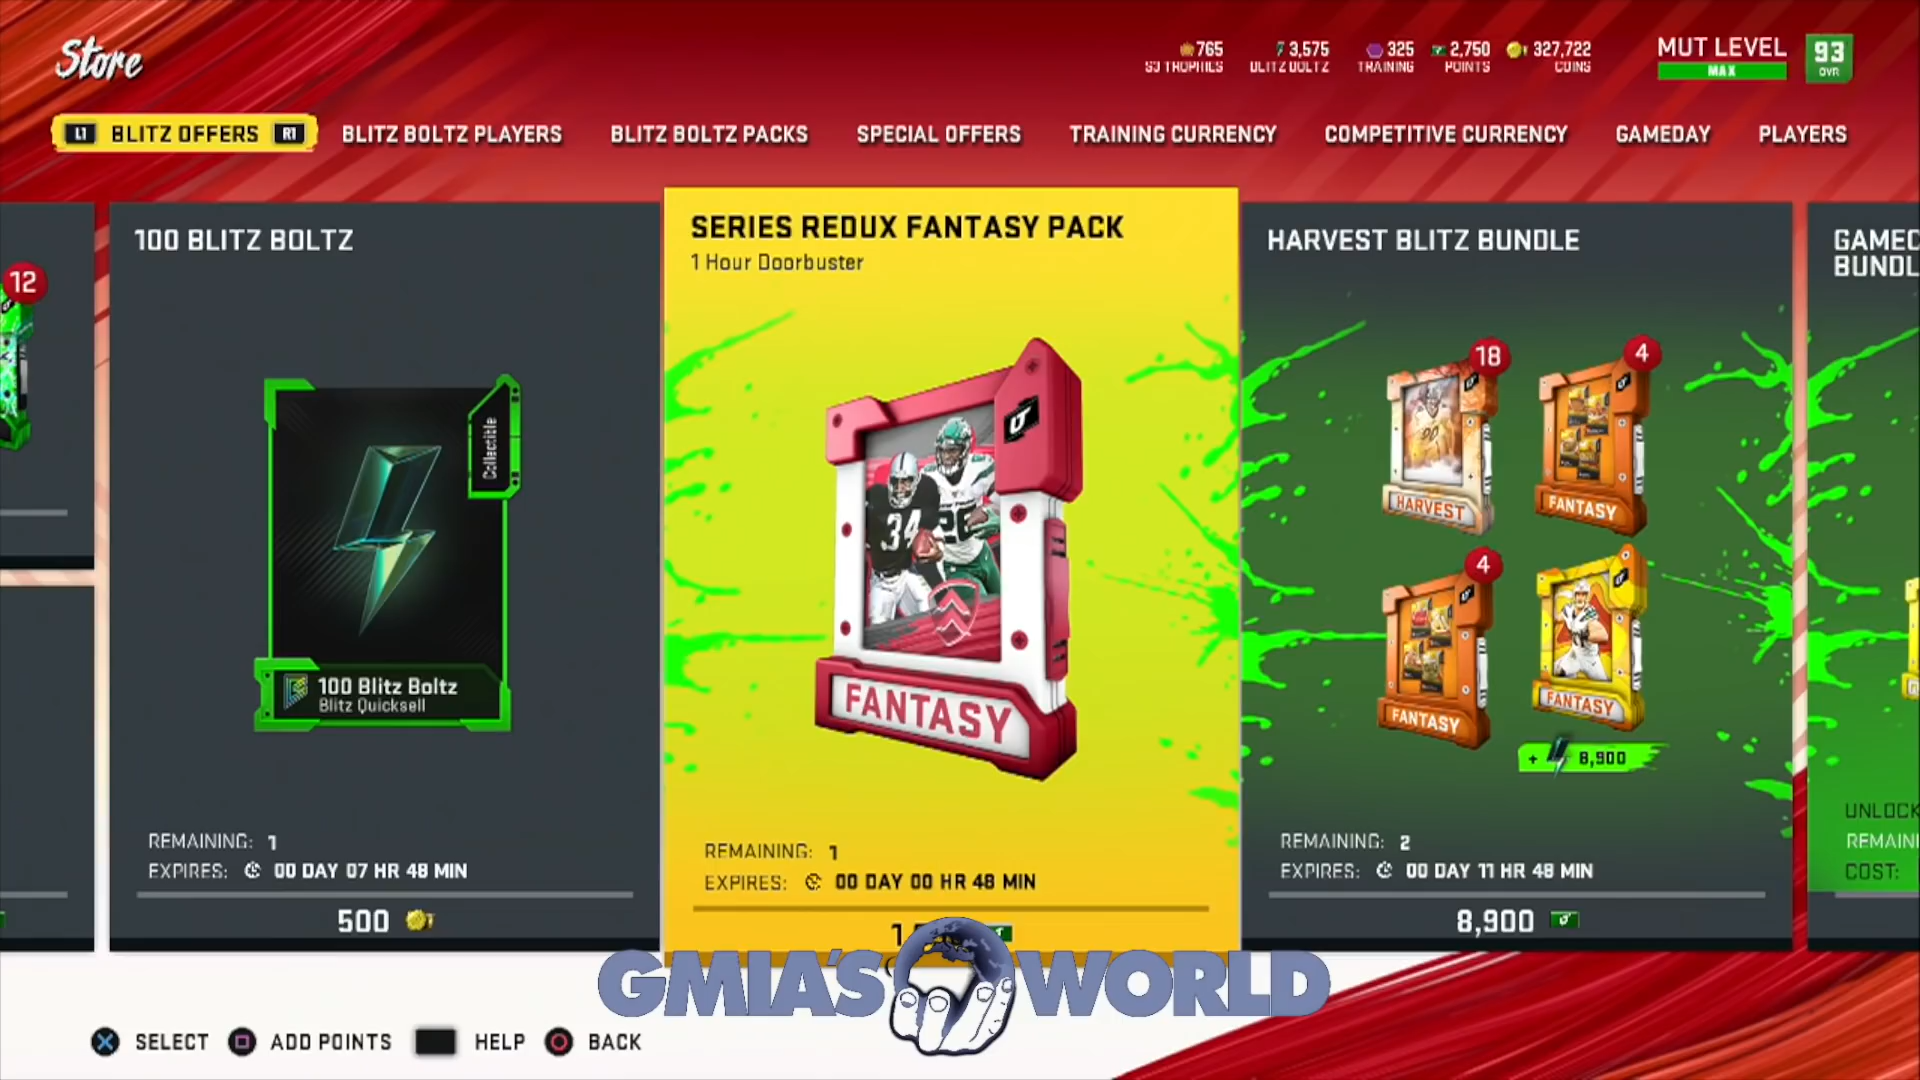 Store
765
S3 TROPHIES
3,575
BLITZ BOLTZ
325
TRAINING
2,750
POINTS
327,722
COINS
MUT LEVEL
MAX
93
OVR
L1 BLITZ OFFERS R1
BLITZ BOLTZ PLAYERS
BLITZ BOLTZ PACKS
SPECIAL OFFERS
TRAINING CURRENCY
COMPETITIVE CURRENCY
GAMEDAY
PLAYERS
12
100 BLITZ BOLTZ
Collectible
100 Blitz Boltz
Blitz Quicksell
REMAINING: 1
EXPIRES: 00 DAY 07 HR 48 MIN
500
SERIES REDUX FANTASY PACK
1 Hour Doorbuster
UT
34
26
FANTASY
REMAINING: 1
EXPIRES: 00 DAY 00 HR 48 MIN
HARVEST BLITZ BUNDLE
18
90
HARVEST
4
FANTASY
4
FANTASY
FANTASY
+ 8,900
REMAINING: 2
EXPIRES: 00 DAY 11 HR 48 MIN
8,900
COST:
GMIA'S WORLD
SELECT
ADD POINTS
HELP
BACK